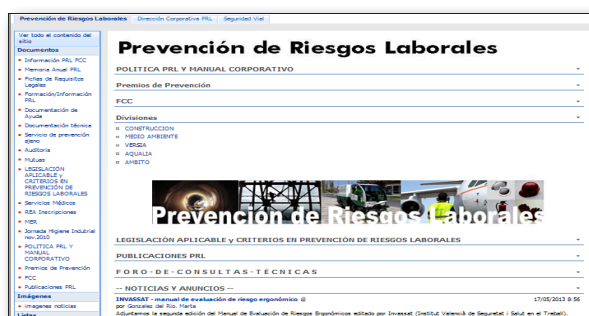 Prevención de Riesgos Laborales Dirección Corporativa PRL Seguridad Vial
Ver todo el contenido del
sitio
Documentos
Información PRL FCC
Memoria Anual PRL
Fichas de Requisitos
Legales
Formación/Información
PRL
Documentación de
Ayuda
Documentación técnica
Servicio de prevención
ajeno
Auditoria
Mutuas
LEGISLACIÓN
APLICABLE y
CRITERIOS EN
PREVENCIÓN DE
RIESGOS LABORALES
Servicios Médicos
REA Inscripciones
MER
Jornada Higiene Indutrial
nov.2010
POLITICA PRL Y
MANUAL
CORPORATIVO
Premios de Prevención
FCC
Publicaciones PRL
Imágenes
Imagenes noticias
Listas
Prevención de Riesgos Laborales
POLITICA PRL Y MANUAL CORPORATIVO
Premios de Prevención
FCC
Divisiones
CONSTRUCCION
MEDIO AMBIENTE
VERSIA
AQUALIA
AMBITO
Prevención de Riesgos Laborales
LEGISLACIÓN APLICABLE y CRITERIOS EN PREVENCIÓN DE RIESGOS LABORALES
PUBLICACIONES PRL
F O R O - D E - C O N S U L T A S - T É C N I C A S
-- NOTICIAS Y ANUNCIOS --
INVASSAT - manual de evaluación de riesgo ergonómico 17/05/2013 9:56
por Gonzales del Rio, Marta
Adjuntamos la segunda edición del Manual de Evaluación de Riesgos Ergonómicos editado por Invassat (Institut Valencià de Seguretat i Salut en el Treball).